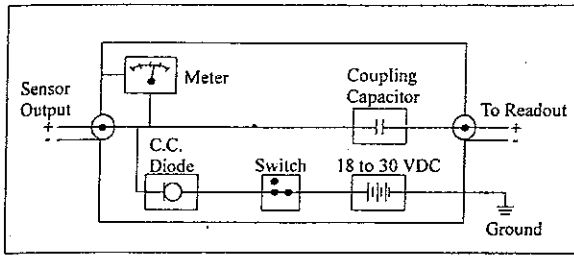 Meter
Coupling
Capacitor
Sensor
Output
To Readout
+
-
+
-
C.C.
Diode
Switch
18 to 30 VDC
Ground